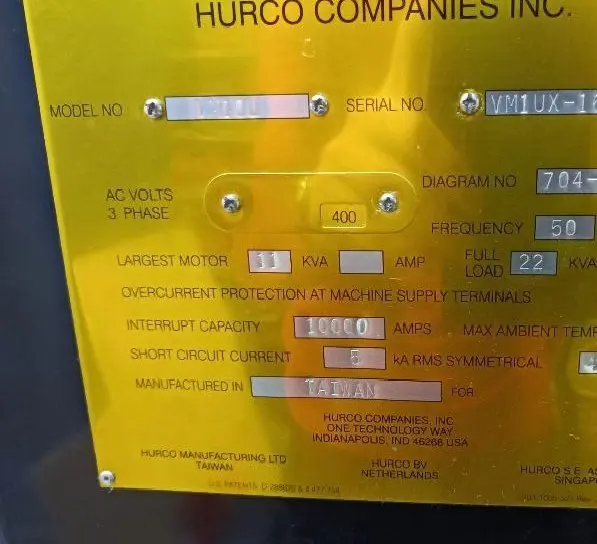 HURCO COMPANIES INC.
MODEL NO VM10U SERIAL NO. VM1UX-1
AC VOLTS
3 PHASE
400
DIAGRAM NO 704-
FREQUENCY 50
LARGEST MOTOR 11 KVA AMP FULL LOAD 22 KVA
OVERCURRENT PROTECTION AT MACHINE SUPPLY TERMINALS
INTERRUPT CAPACITY 10000 AMPS MAX AMBIENT TEMP
SHORT CIRCUIT CURRENT 5 kA RMS SYMMETRICAL
MANUFACTURED IN TAIWAN FOR
HURCO COMPANIES, INC.
ONE TECHNOLOGY WAY
INDIANAPOLIS, IND 46268 USA
HURCO MANUFACTURING LTD
TAIWAN
HURCO BV
NETHERLANDS
HURCO S.E. AS
SINGAP
U.S. PATENTS